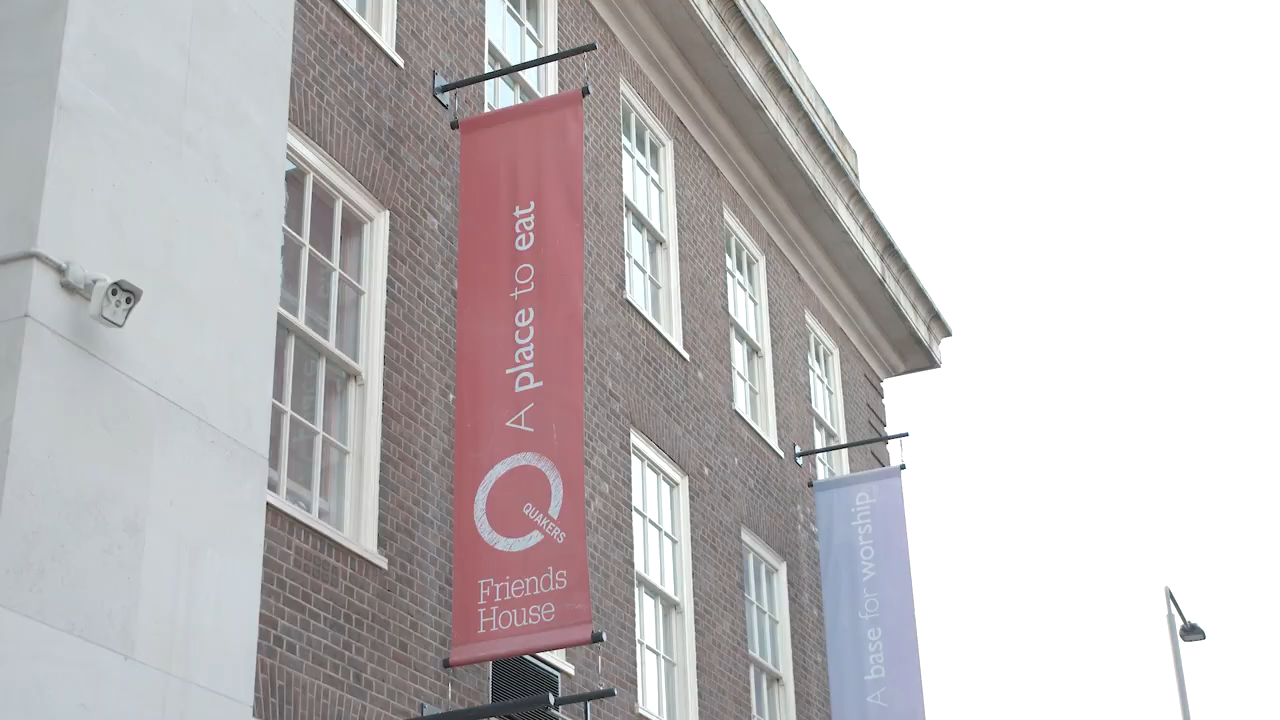 A place to eat
QUAKERS
Friends
House
A base for worship